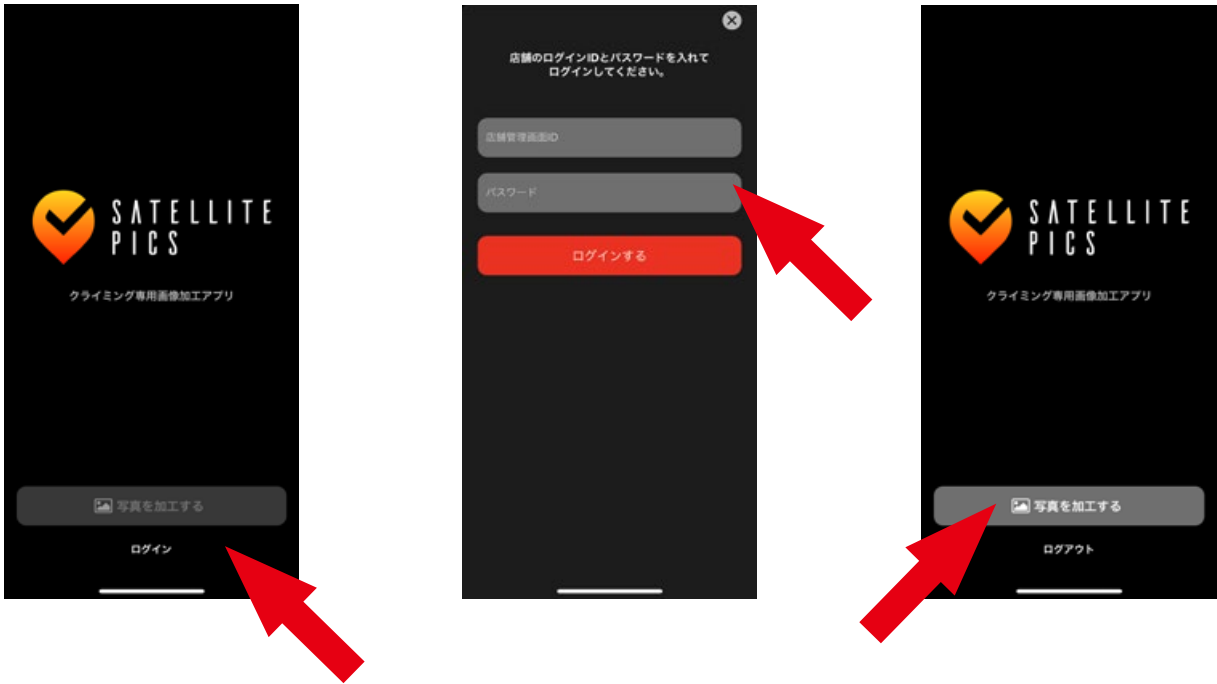 SATELLITE
PICS
クライミング専用画像加工アプリ
写真を加工する
ログイン
店舗のログインIDとパスワードを入れて
ログインしてください。
店舗管理画面ID
パスワード
ログインする
SATELLITE
PICS
クライミング専用画像加工アプリ
写真を加工する
ログアウト